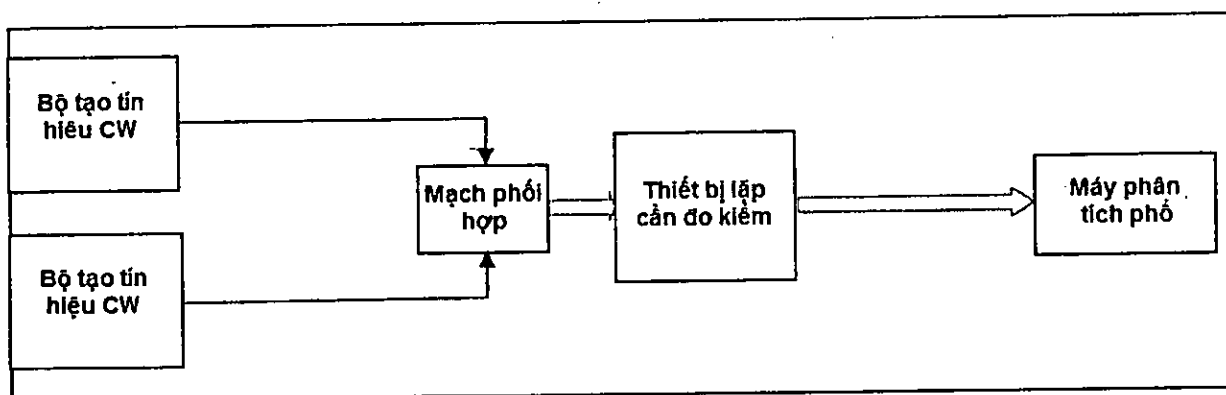 Bộ tạo tín
hiêu CW
Bộ tạo tín
hiệu CW
Mạch phối
hợp
Thiết bị lặp
cần đo kiểm
Máy phân
tích phổ